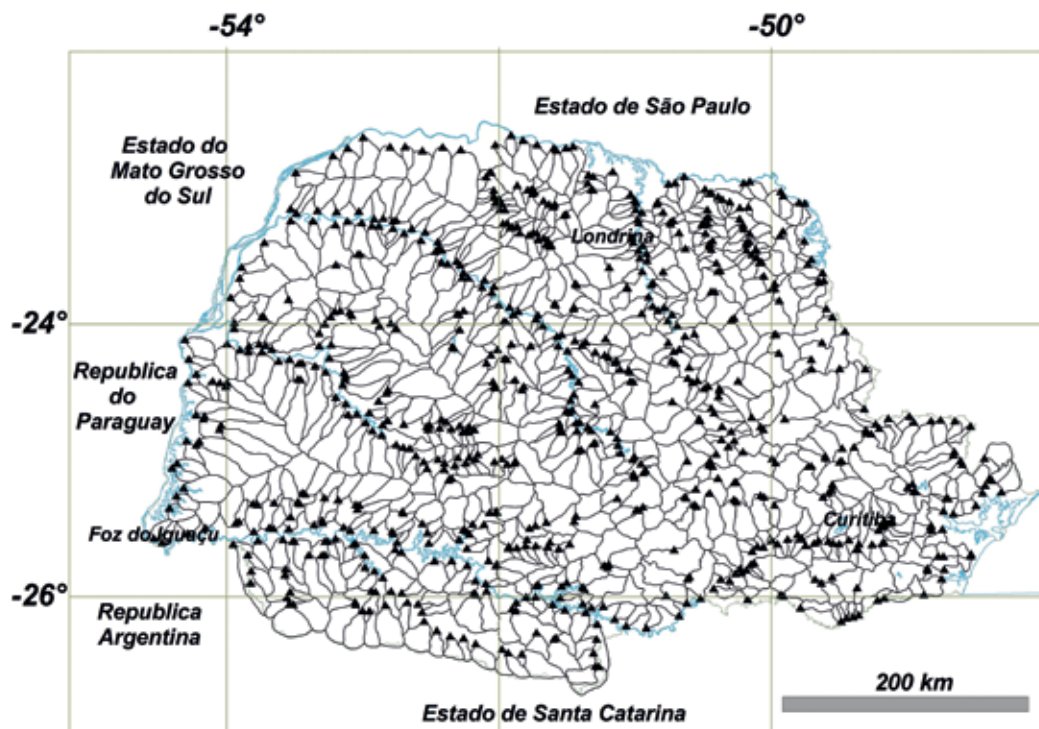 -54°
-50°
Estado de São Paulo
Estado do
Mato Grosso
do Sul
Londrina
-24°
Republica
do
Paraguay
Curitiba
Foz do Iguaçu
-26°
Republica
Argentina
200 km
Estado de Santa Catarina